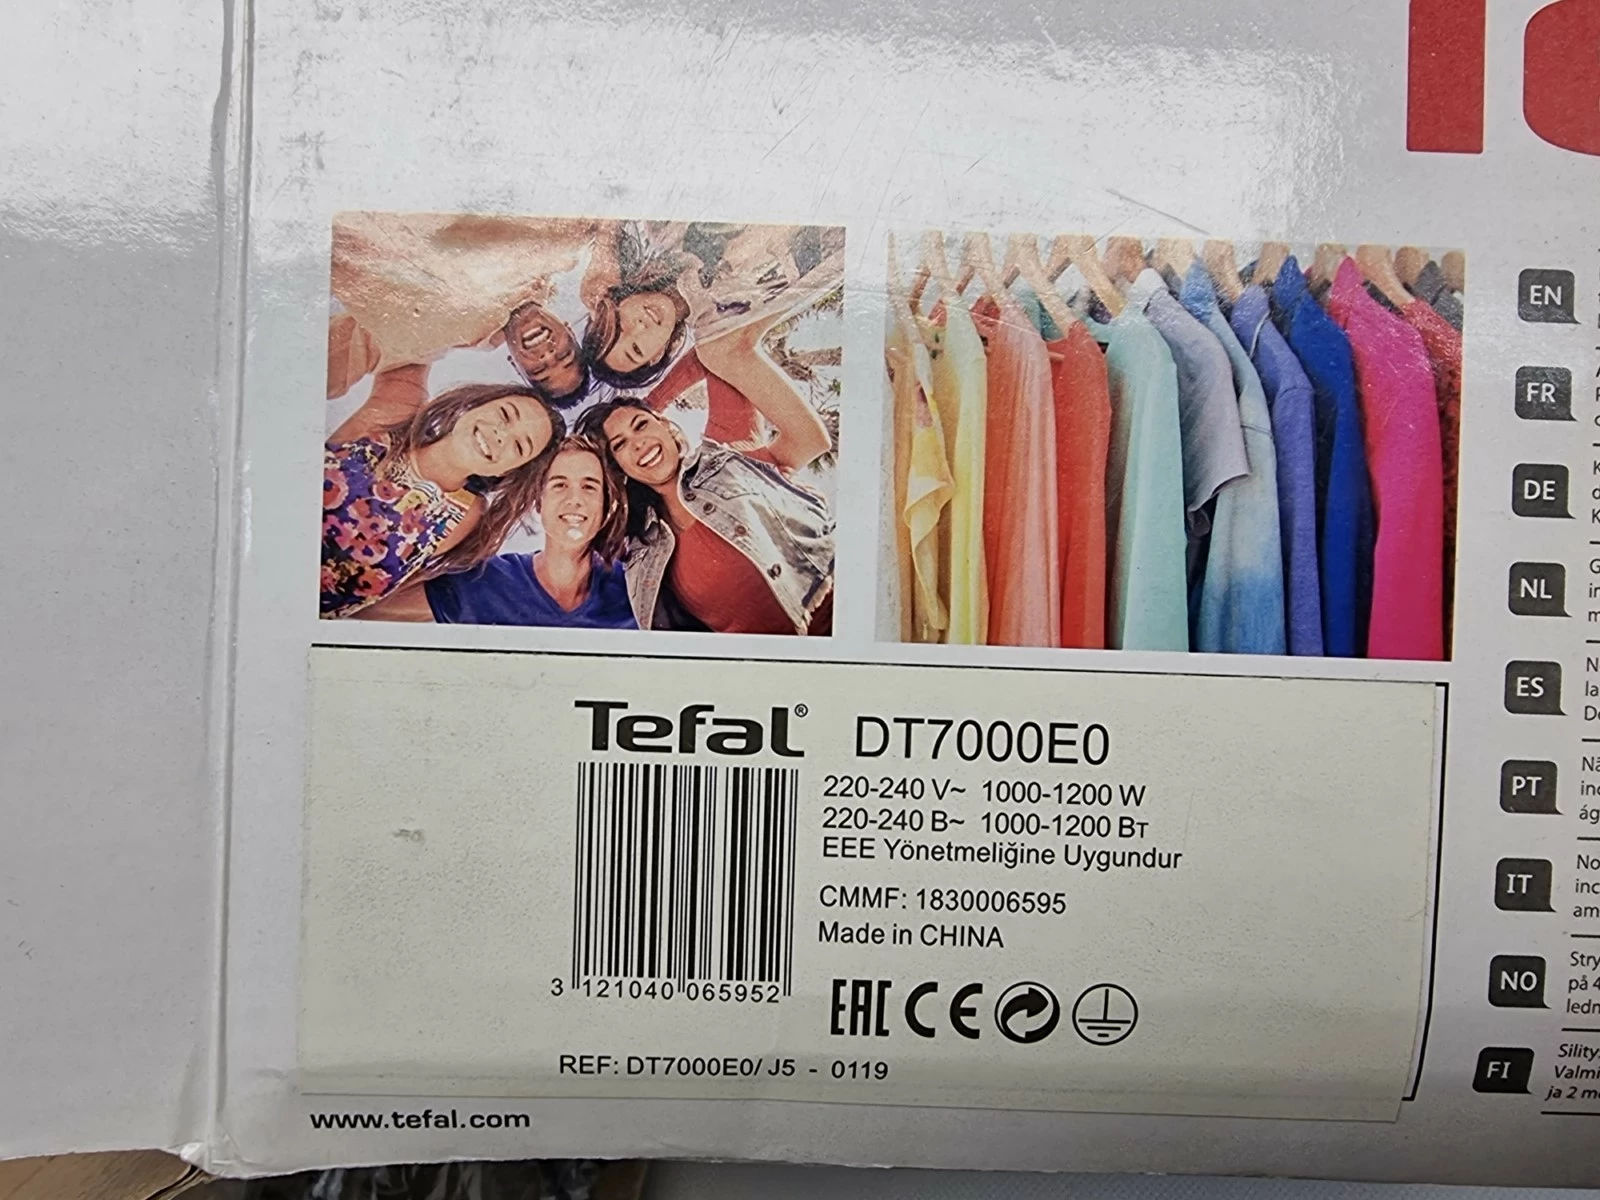 Tefal® DT7000E0
220-240 V~ 1000-1200 W
220-240 В~ 1000-1200 Вт
EEE Yönetmeliğine Uygundur
CMMF: 1830006595
Made in CHINA
3 121040 065952
EAC CE
REF: DT7000E0/ J5 - 0119
www.tefal.com
EN
FR
DE
NL
ES
PT
IT
NO
FI